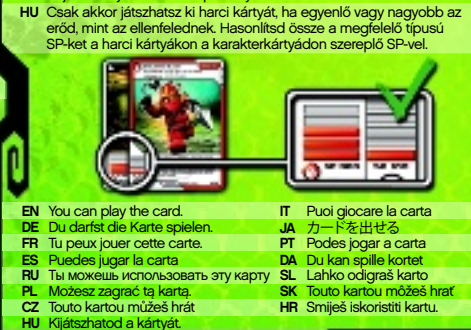 HU Csak akkor játszhatsz ki harci kártyát, ha egyenlő vagy nagyobb az
erőd, mint az ellenfelednek. Hasonlítsd össze a megfelelő típusú
SP-ket a harci kártyákon a karakterkártyádon szereplő SP-vel.
EN You can play the card.
DE Du darfst die Karte spielen.
FR Tu peux jouer cette carte.
ES Puedes jugar la carta
RU Ты можешь использовать эту карту
PL Możesz zagrać tą kartą.
CZ Touto kartou můžeš hrát
HU Kijátszhatod a kártyát.
IT Puoi giocare la carta
JA カードを出せる
PT Podes jogar a carta
DA Du kan spille kortet
SL Lahko odigraš karto
SK Touto kartou môžeš hrať
HR Smiješ iskoristiti kartu.